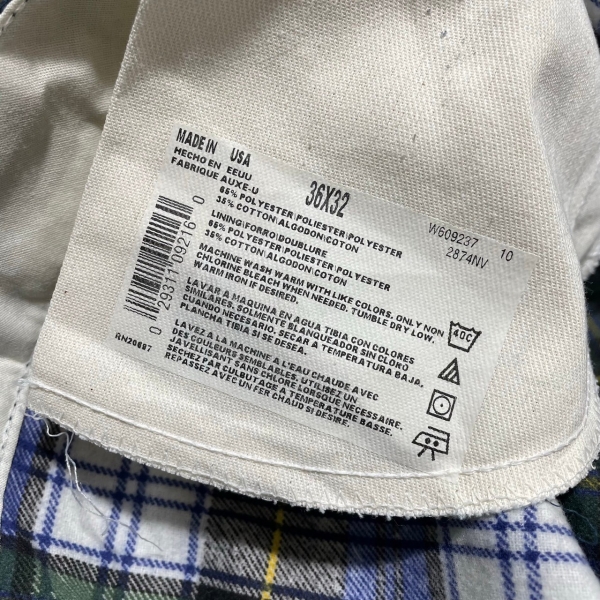 MADE IN USA
HECHO EN EEUU
FABRIQUE AUXE-U
36X32
65% POLYESTER|POLIESTER|POLYESTER
35% COTTON|ALGODON|COTON
LINING|FORRO|DOUBLURE
65% POLYESTER|POLIESTER|POLYESTER
35% COTTON|ALGODON|COTON
W609237 10
2874NV
MACHINE WASH WARM WITH LIKE COLORS. ONLY NON
CHLORINE BLEACH WHEN NEEDED. TUMBLE DRY LOW.
WARM IRON IF DESIRED.
LAVAR A MAQUINA EN AGUA TIBIA CON COLORES
SIMILARES. SOLMENTE BLANQUEADOR SIN CLORO
CUANDO NECESARIO. SECAR A TEMPERATURA BAJA.
PLANCHA TIBIA SI SE DESEA.
LAVEZ A LA MACHINE A L'EAU CHAUDE AVEC
DES COULEURS SEMBLABLES. UTILISEZ UN
JAVELLISANT SANS CHLORE LORSQUE NECESSAIRE.
SECHEZ PAR CULBUTAGE A TEMPERATURE BASSE.
REPASSEZ AVEC UN FER CHAUD SI DESIRE.
0 29311 09216 0
RN20697
40C